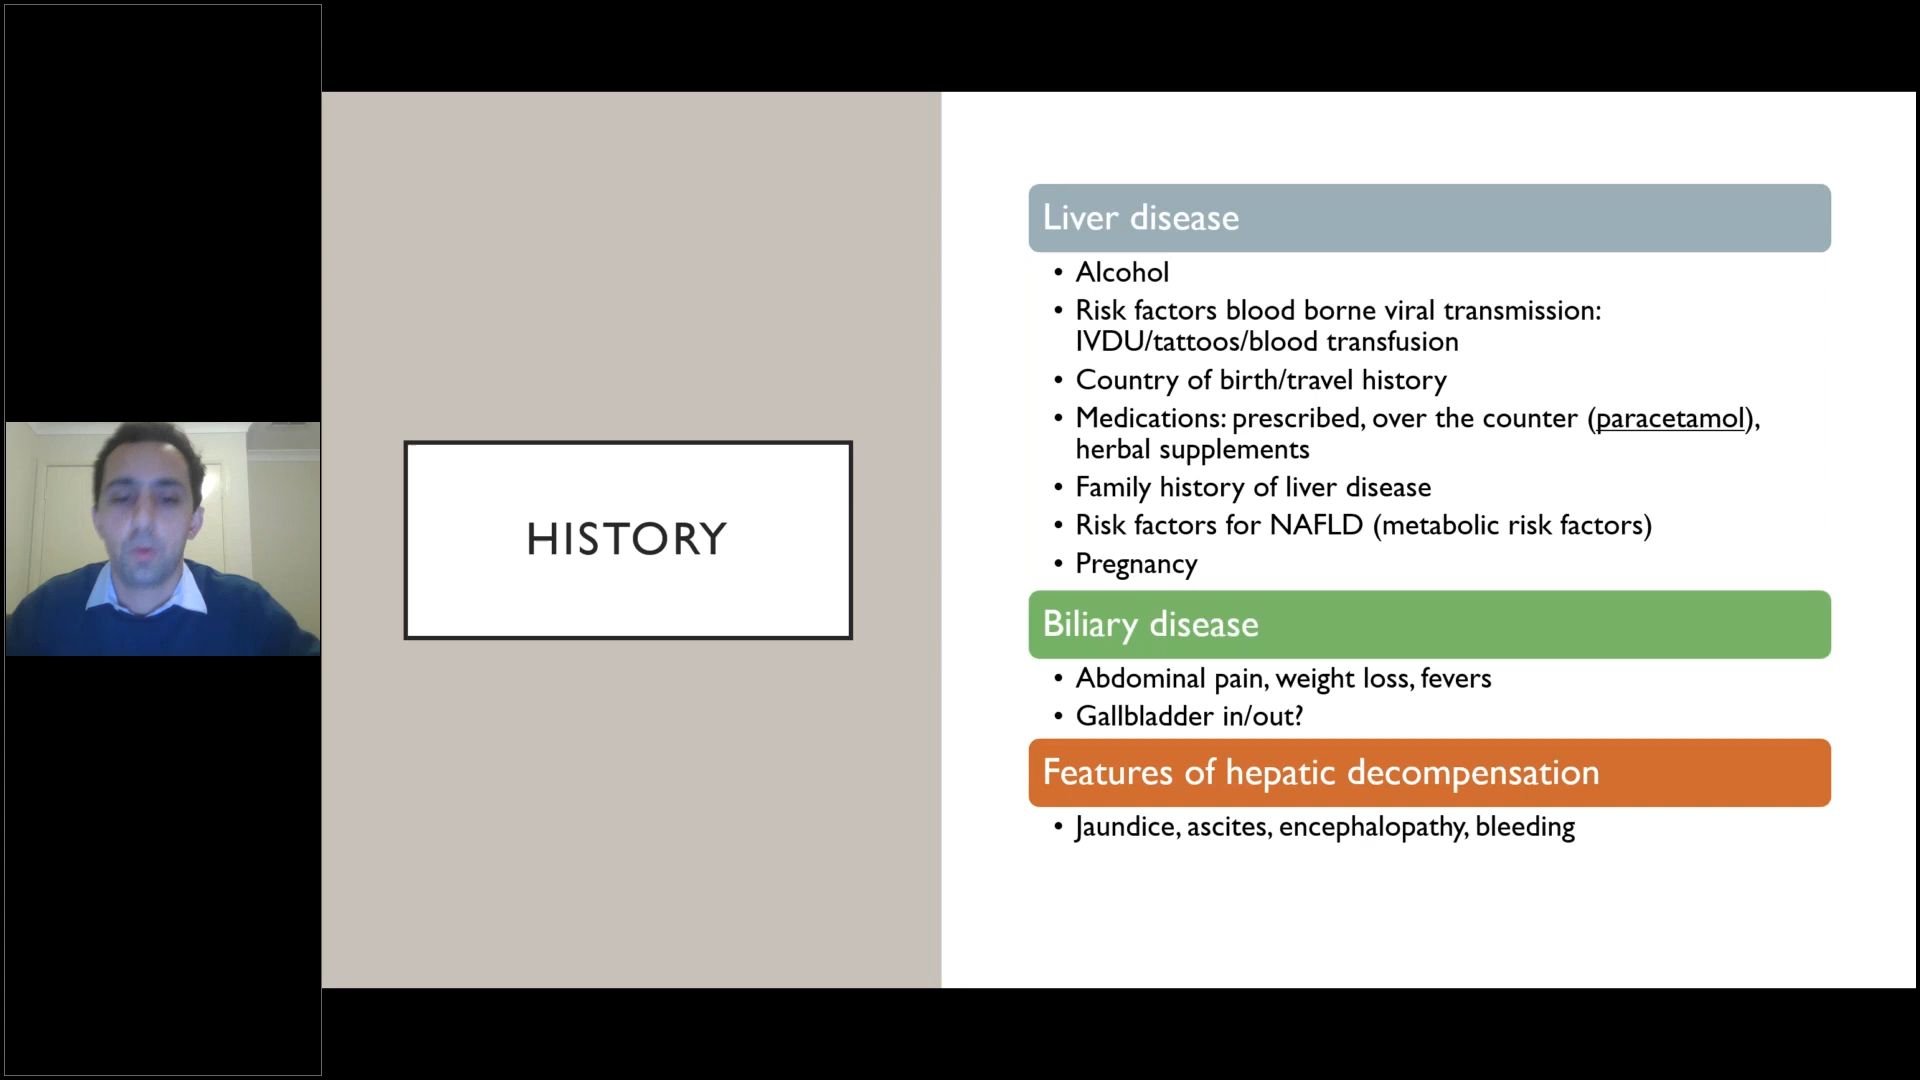 HISTORY
Liver disease
• Alcohol
• Risk factors blood borne viral transmission:
IVDU/tattoos/blood transfusion
• Country of birth/travel history
• Medications: prescribed, over the counter (paracetamol),
herbal supplements
• Family history of liver disease
• Risk factors for NAFLD (metabolic risk factors)
• Pregnancy
Biliary disease
• Abdominal pain, weight loss, fevers
• Gallbladder in/out?
Features of hepatic decompensation
• Jaundice, ascites, encephalopathy, bleeding